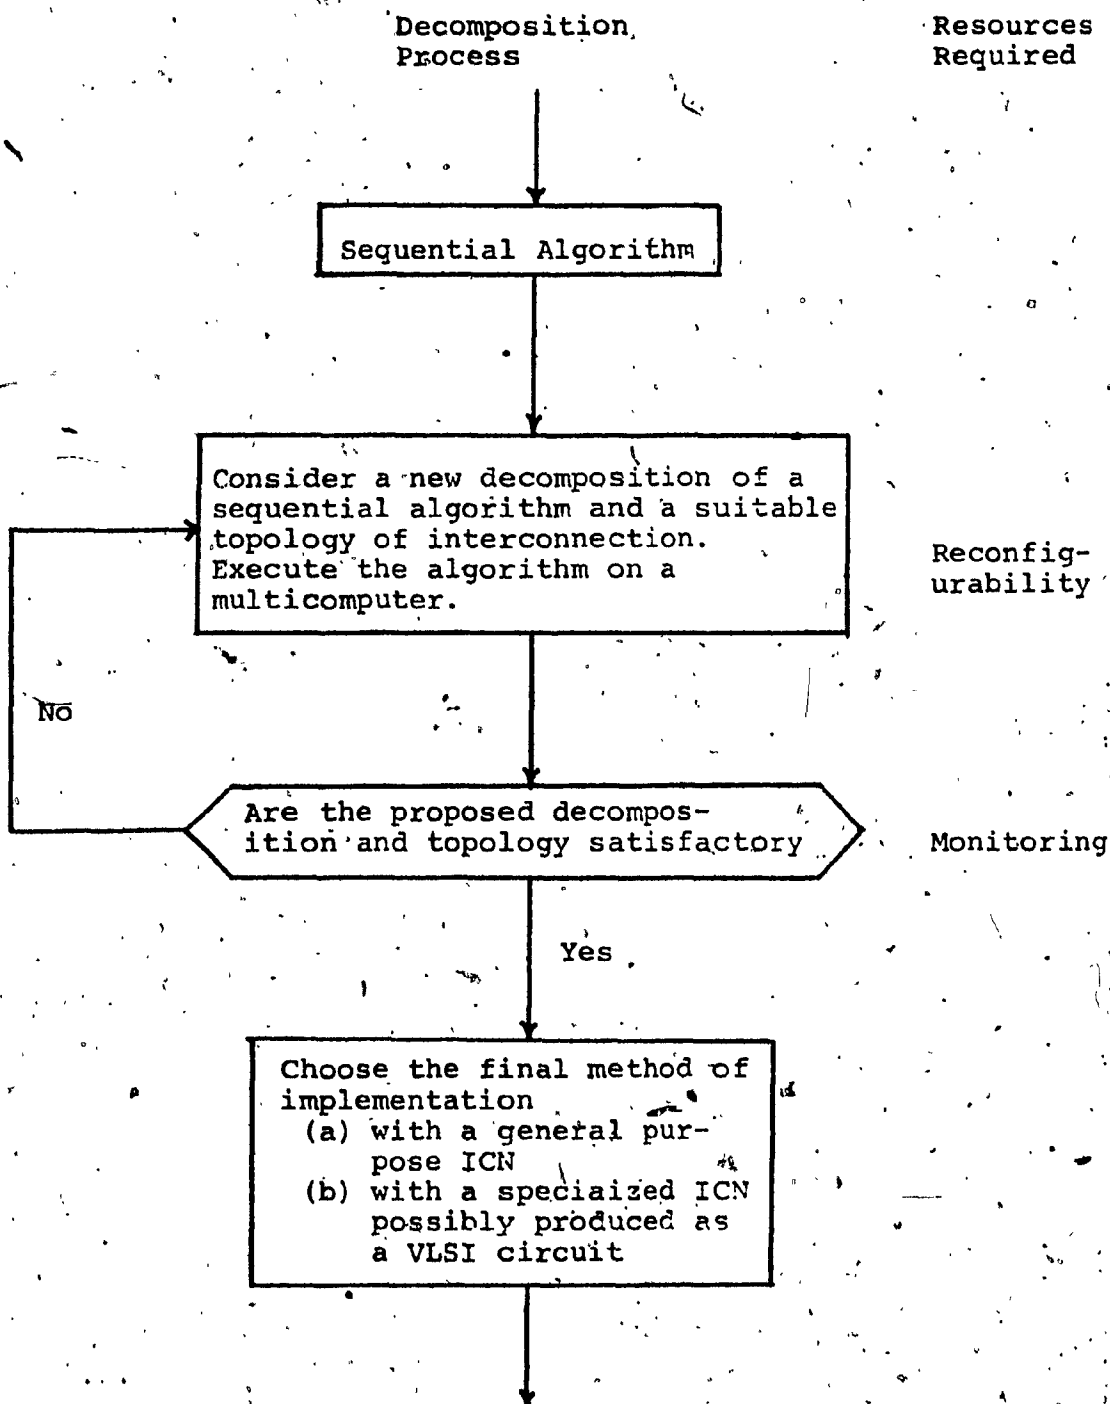 Decomposition
Process
Resources
Required
Sequential Algorithm
Consider a new decomposition of a
sequential algorithm and a suitable
topology of interconnection.
Execute the algorithm on a
multicomputer.
Reconfig-
urability
No
Are the proposed decompos-
ition and topology satisfactory
Monitoring
Yes
Choose the final method of
implementation
(a) with a general pur-
pose ICN
(b) with a speciaized ICN
possibly produced as
a VLSI circuit